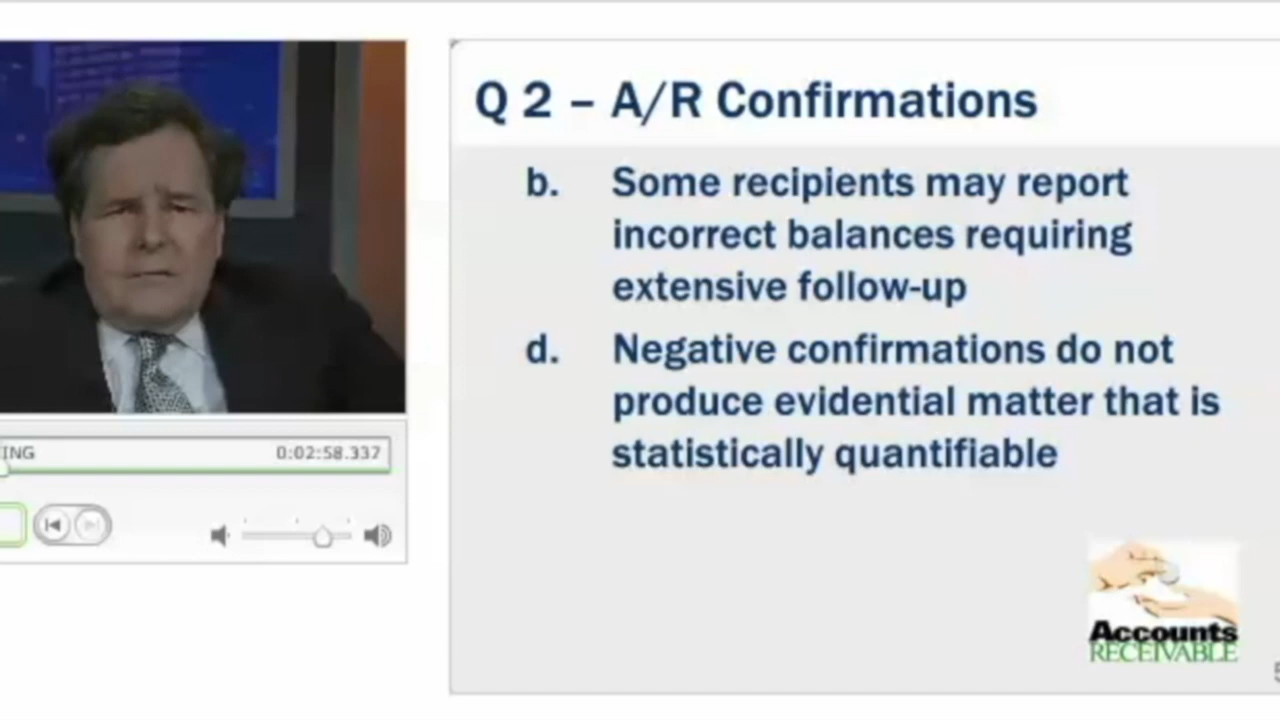 Q 2 – A/R Confirmations
b. Some recipients may report
incorrect balances requiring
extensive follow-up
d. Negative confirmations do not
produce evidential matter that is
statistically quantifiable
ING 0:02:58.337
Accounts
RECEIVABLE